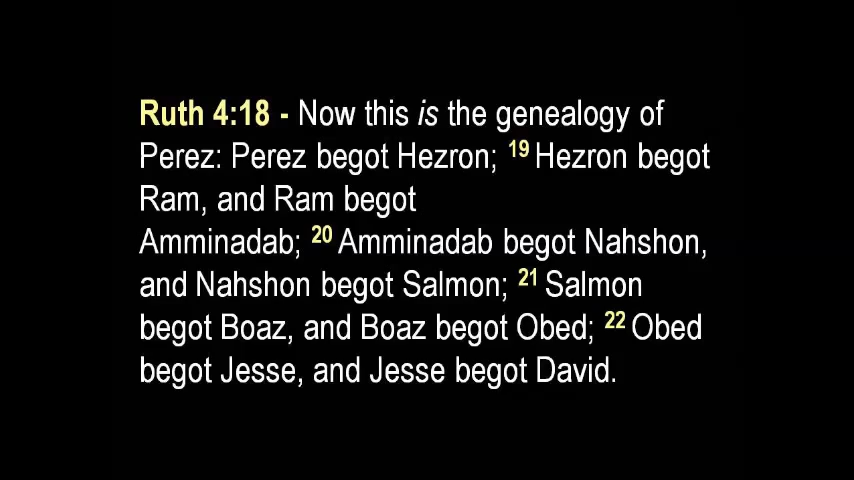 Ruth 4:18 - Now this is the genealogy of
Perez: Perez begot Hezron; 19 Hezron begot
Ram, and Ram begot
Amminadab; 20 Amminadab begot Nahshon,
and Nahshon begot Salmon; 21 Salmon
begot Boaz, and Boaz begot Obed; 22 Obed
begot Jesse, and Jesse begot David.